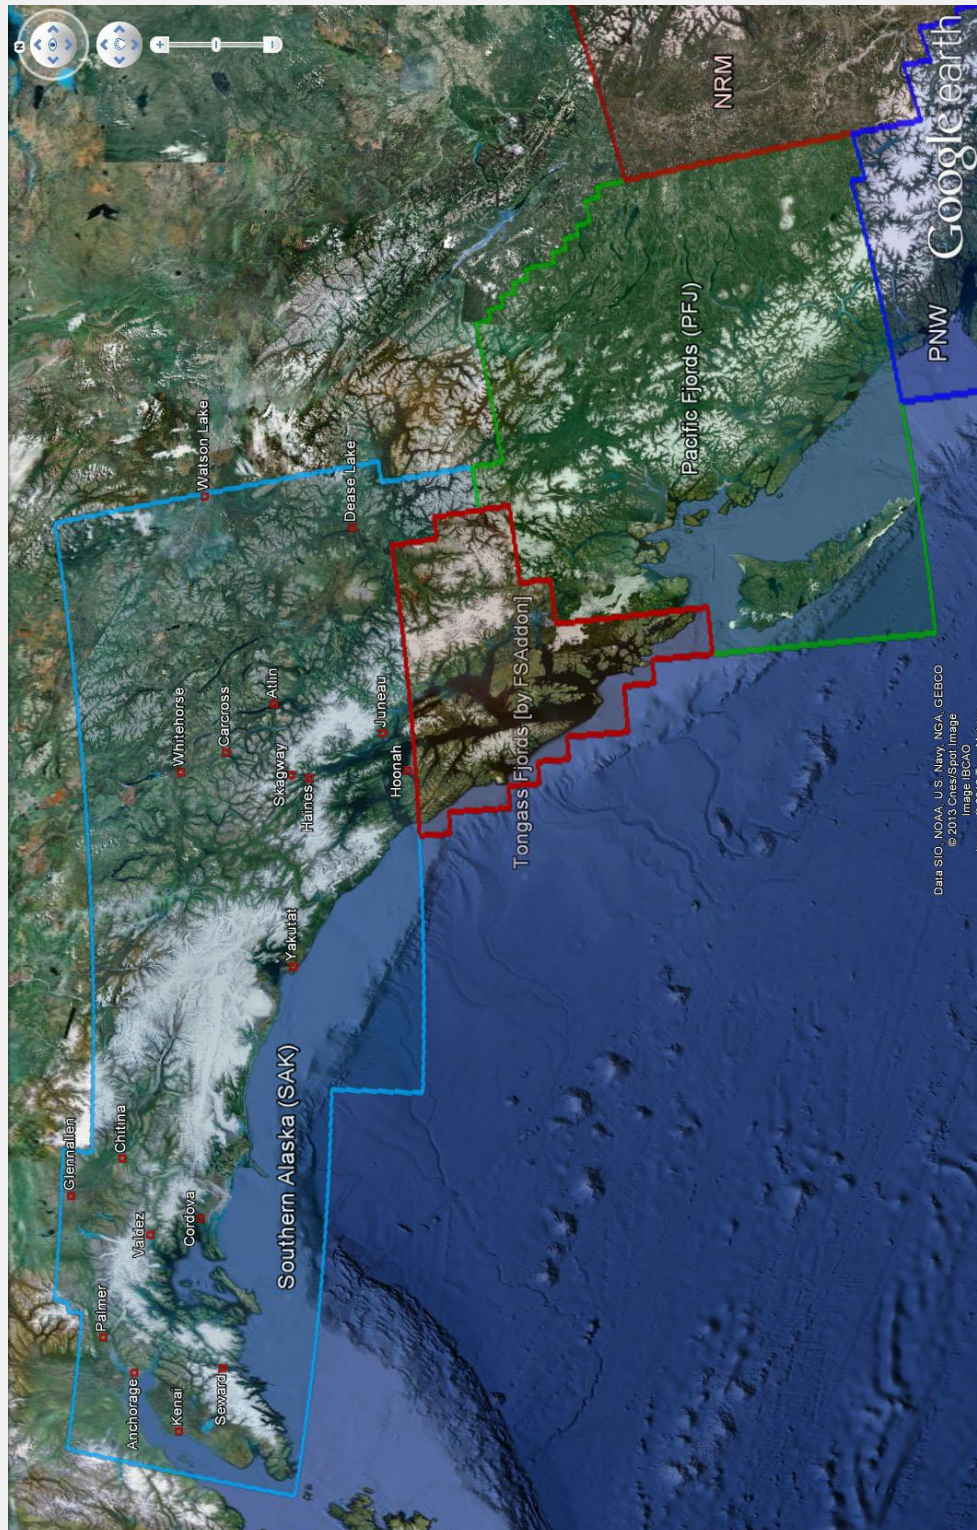 N
Glennallen
Palmer
Chitina
Anchorage
Valdez
Kenai
Whitehorse
Cordova
Watson Lake
Seward
Carcross
Atlin
Skagway
Southern Alaska (SAK)
Yakutat
Haines
Dease Lake
Juneau
Hoonah
Tongass Fjords [by FSAddon]
Pacific Fjords (PFJ)
NRM
PNW
Data SIO, NOAA, U.S. Navy, NGA, GEBCO
© 2013 Cnes/Spot Image
Image IBCAO
Google earth